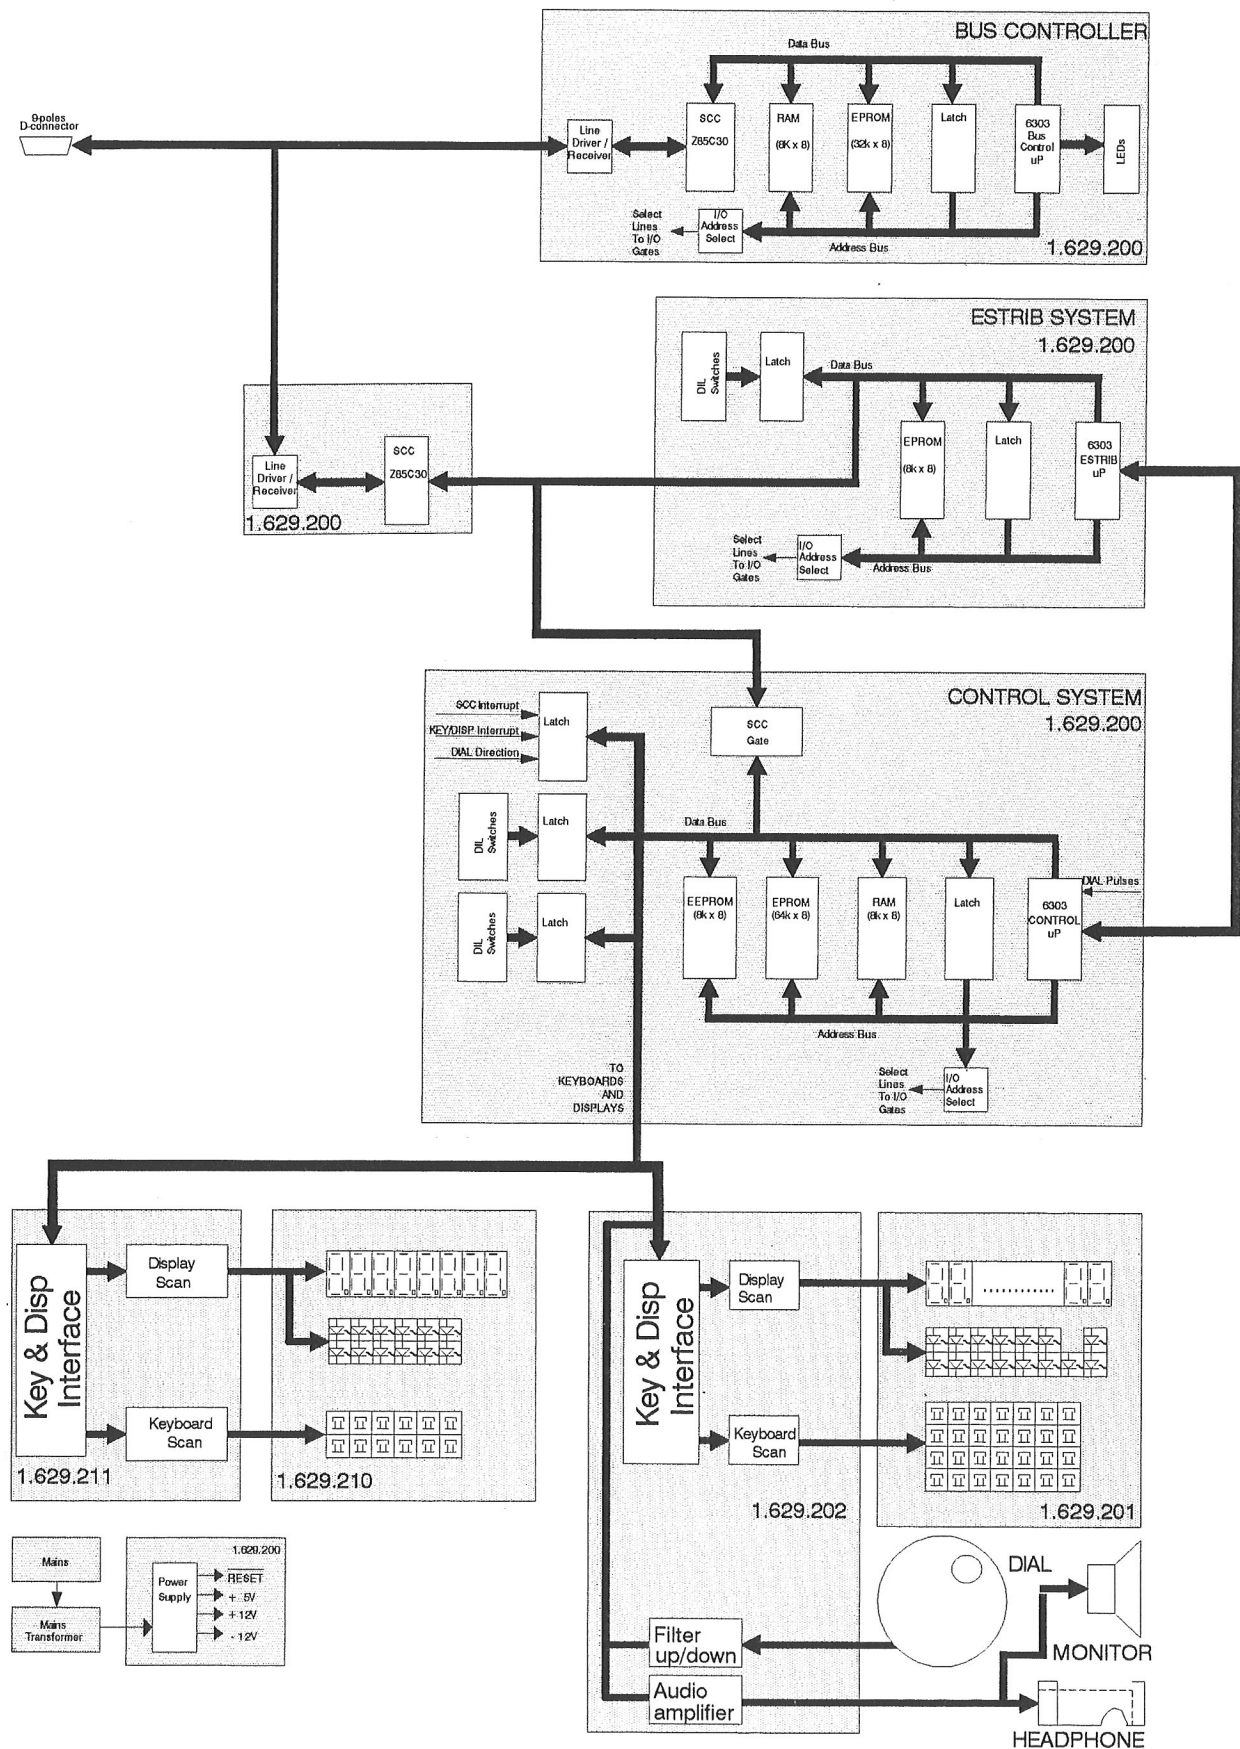 BUS CONTROLLER
Data Bus
9-poles
D-connector
Line
Driver /
Receiver
SCC
Z85C30
RAM
(8K x 8)
EPROM
(32k x 8)
Latch
6303
Bus
Control
uP
LEDs
Select
Lines
To I/O
Gates
I/O
Address
Select
Address Bus
1.629.200
ESTRIB SYSTEM
1.629.200
DIL
Switches
Latch
Data Bus
EPROM
(8k x 8)
Latch
6303
ESTRIB
uP
Line
Driver /
Receiver
SCC
Z85C30
1.629.200
Select
Lines
To I/O
Gates
I/O
Address
Select
Address Bus
CONTROL SYSTEM
1.629.200
SCC Interrupt
KEY/DISP Interrupt
DIAL Direction
Latch
SCC
Gate
DIL
Switches
Latch
Data Bus
DIL
Switches
Latch
EEPROM
(8k x 8)
EPROM
(64k x 8)
RAM
(8k x 8)
Latch
6303
CONTROL
uP
DIAL Pulses
Address Bus
TO
KEYBOARDS
AND
DISPLAYS
Select
Lines
To I/O
Gates
I/O
Address
Select
Key & Disp
Interface
Display
Scan
Keyboard
Scan
1.629.211
1.629.210
Key & Disp
Interface
Display
Scan
Keyboard
Scan
1.629.202
1.629.201
Mains
Mains
Transformer
1.629.200
Power
Supply
RESET
+ 5V
+ 12V
- 12V
Filter
up/down
Audio
amplifier
DIAL
MONITOR
HEADPHONE